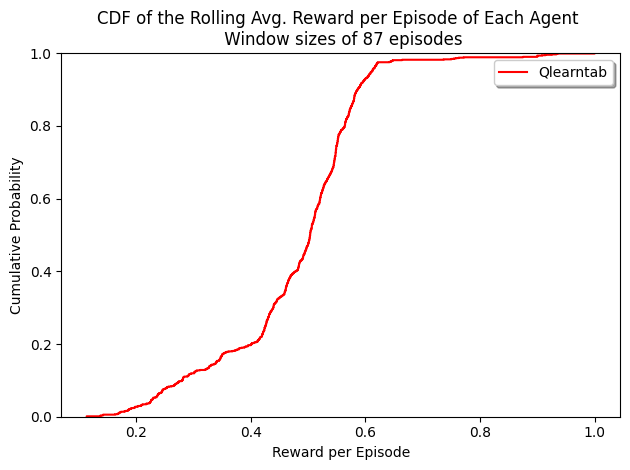 CDF of the Rolling Avg. Reward per Episode of Each Agent
Window sizes of 87 episodes
Qlearntab
1.0
0.8
0.6
0.4
0.2
0.0
Cumulative Probability
0.2 0.4 0.6 0.8 1.0
Reward per Episode